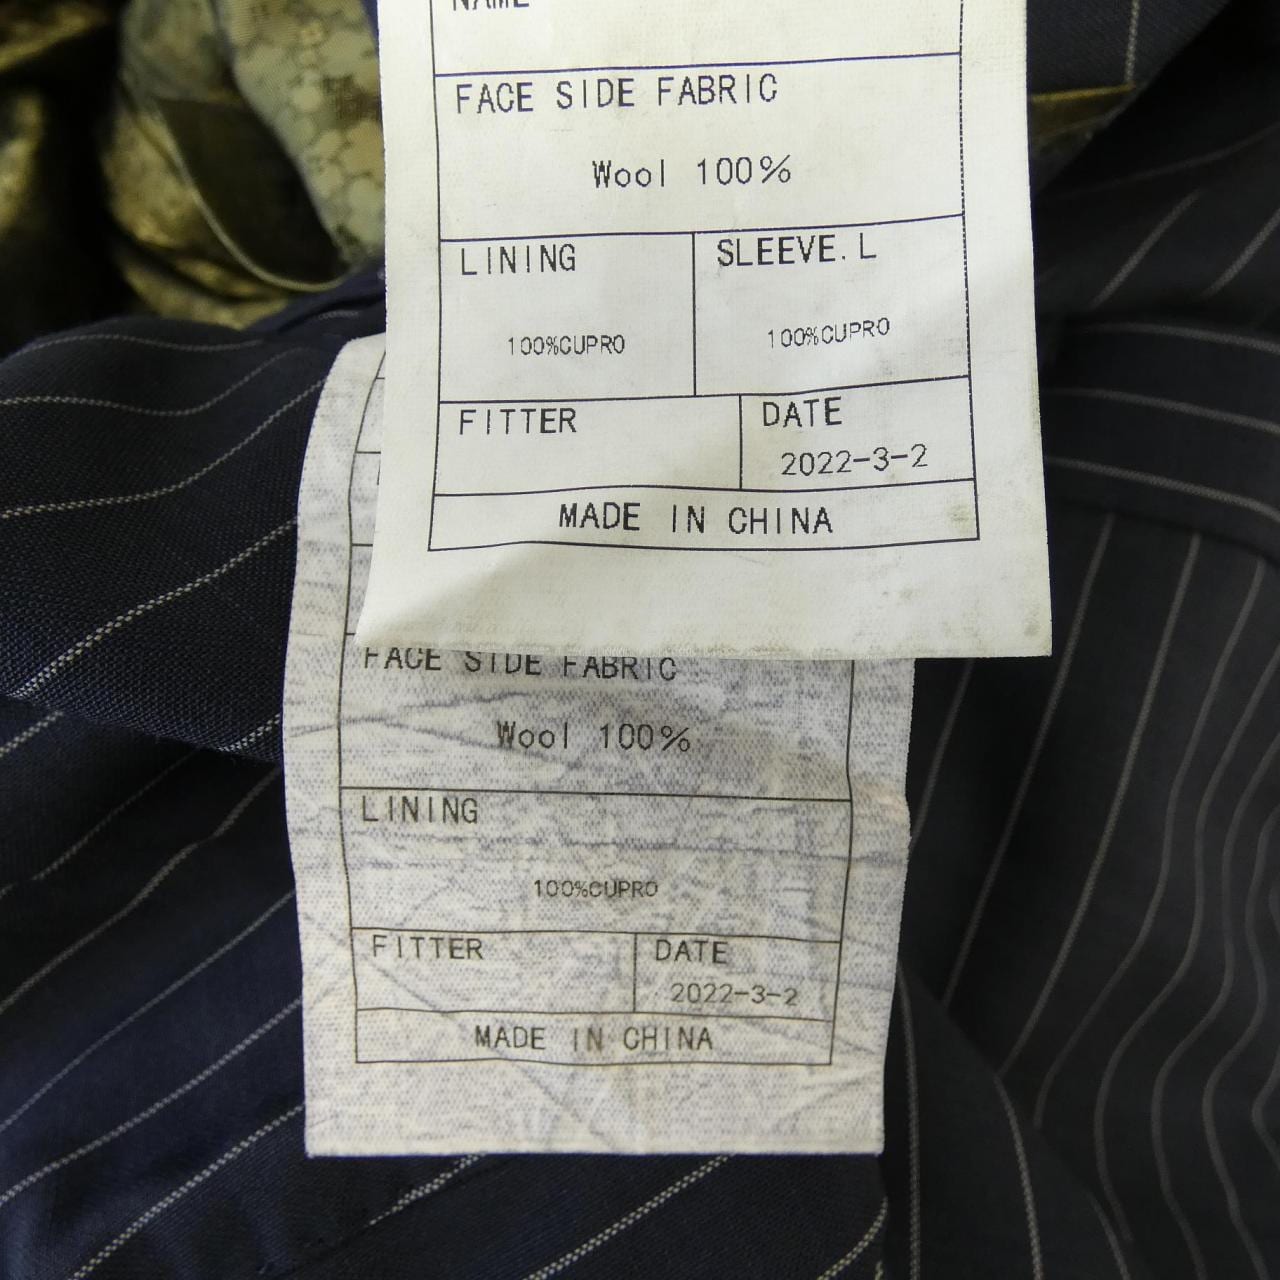 NAME
FACE SIDE FABRIC
Wool 100%
LINING SLEEVE.L
100%CUPRO 100%CUPRO
FITTER DATE
2022-3-2
MADE IN CHINA
FACE SIDE FABRIC
Wool 100%
LINING
100%CUPRO
FITTER DATE
2022-3-2
MADE IN CHINA